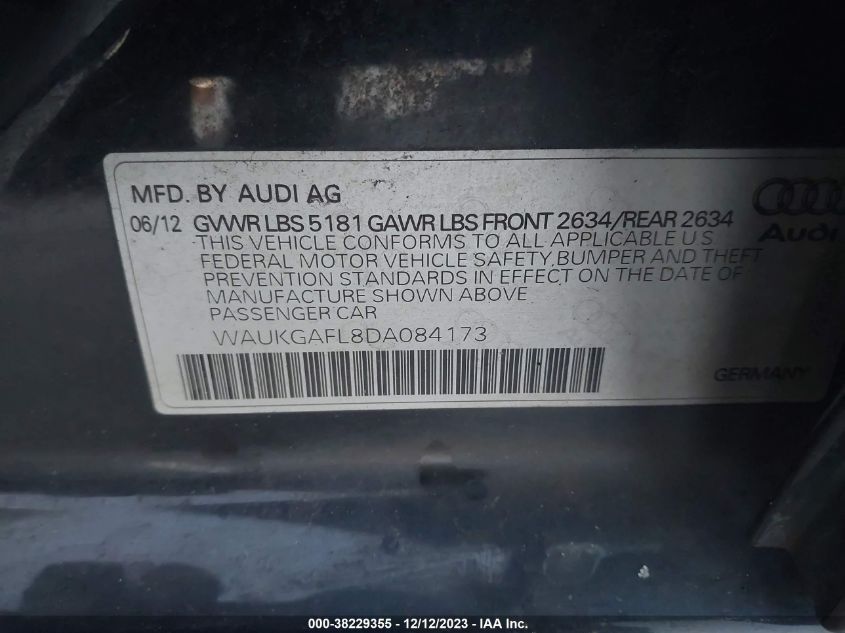 MFD. BY AUDI AG
06/12 GVWR LBS 5181 GAWR LBS FRONT 2634/REAR 2634
THIS VEHICLE CONFORMS TO ALL APPLICABLE U S
FEDERAL MOTOR VEHICLE SAFETY, BUMPER AND THEFT
PREVENTION STANDARDS IN EFFECT ON THE DATE OF
MANUFACTURE SHOWN ABOVE
PASSENGER CAR
WAUKGAFL8DA084173
Audi
GERMANY
000-38229355 - 12/12/2023 - IAA Inc.